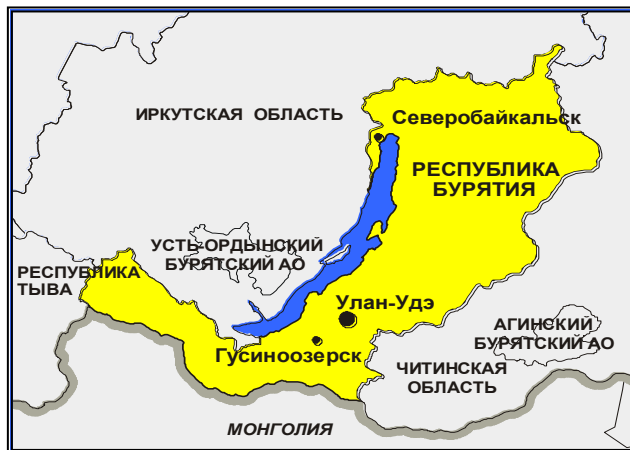 Северобайкальск
ИРКУТСКАЯ ОБЛАСТЬ
РЕСПУБЛИКА
БУРЯТИЯ
УСТЬ-ОРДЫНСКИЙ
БУРЯТСКИЙ АО
РЕСПУБЛИКА
ТЫВА
Улан-Удэ
АГИНСКИЙ
БУРЯТСКИЙ АО
Гусиноозерск
ЧИТИНСКАЯ
ОБЛАСТЬ
МОНГОЛИЯ